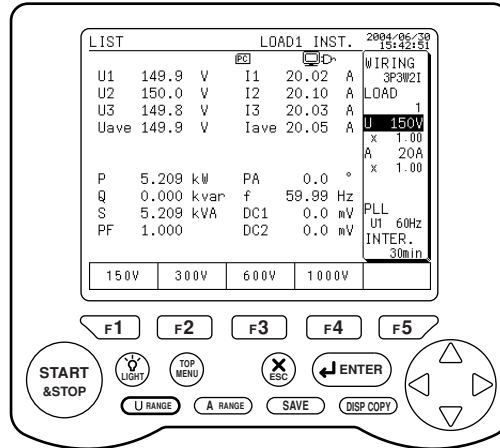 LIST LOAD1 INST. 2004/06/30
15:42:51
PC
U1 149.9 V I1 20.02 A
U2 150.0 V I2 20.10 A
U3 149.8 V I3 20.03 A
Uave 149.9 V Iave 20.05 A
P 5.209 kW PA 0.0 °
Q 0.000 kvar f 59.99 Hz
S 5.209 kVA DC1 0.0 mV
PF 1.000 DC2 0.0 mV
WIRING
3P3W2I
LOAD
1
U 150V
x 1.00
A 20A
x 1.00
PLL
U1 60Hz
INTER.
30min
150V 300V 600V 1000V
F1 F2 F3 F4 F5
START
&STOP
LIGHT
TOP
MENU
ESC
ENTER
U RANGE A RANGE SAVE DISP COPY